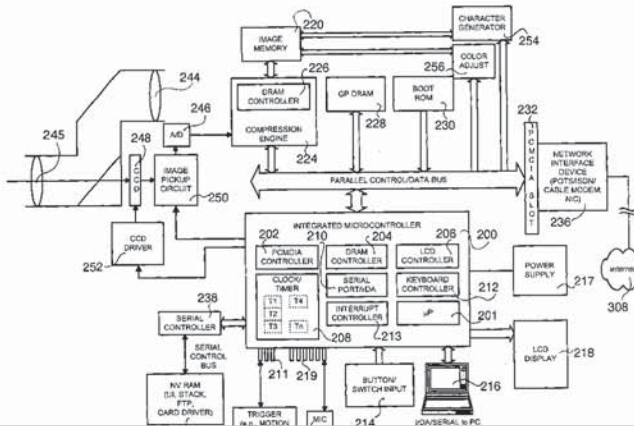 220
IMAGE MEMORY
CHARACTER GENERATOR
254
256
COLOR ADJUST
244
226
DRAM CONTROLLER
COMPRESSION ENGINE
224
GP DRAM
228
BOOT ROM
230
246
A/D
245
248
CCD
IMAGE PICKUP CIRCUIT
250
232
PCMCIA SLOT
NETWORK INTERFACE DEVICE (POTS/ISDN/ CABLE MODEM, NIC)
236
PARALLEL CONTROL/DATA BUS
CCD DRIVER
252
INTEGRATED MICROCONTROLLER
200
202
PCMCIA CONTROLLER
210
204
DRAM CONTROLLER
206
LCD CONTROLLER
CLOCK/ TIMER
T1
T4
T2
T3
Tn
208
SERIAL PORT/IrDA
KEYBOARD CONTROLLER
212
INTERRUPT CONTROLLER
213
μP
201
POWER SUPPLY
217
Internet
308
238
SERIAL CONTROLLER
SERIAL CONTROL BUS
211
219
BUTTON/ SWITCH INPUT
214
216
LCD DISPLAY
218
NV RAM (UI, STACK, FTP, CARD DRIVER)
MIC
IrDA/SERIAL to PC